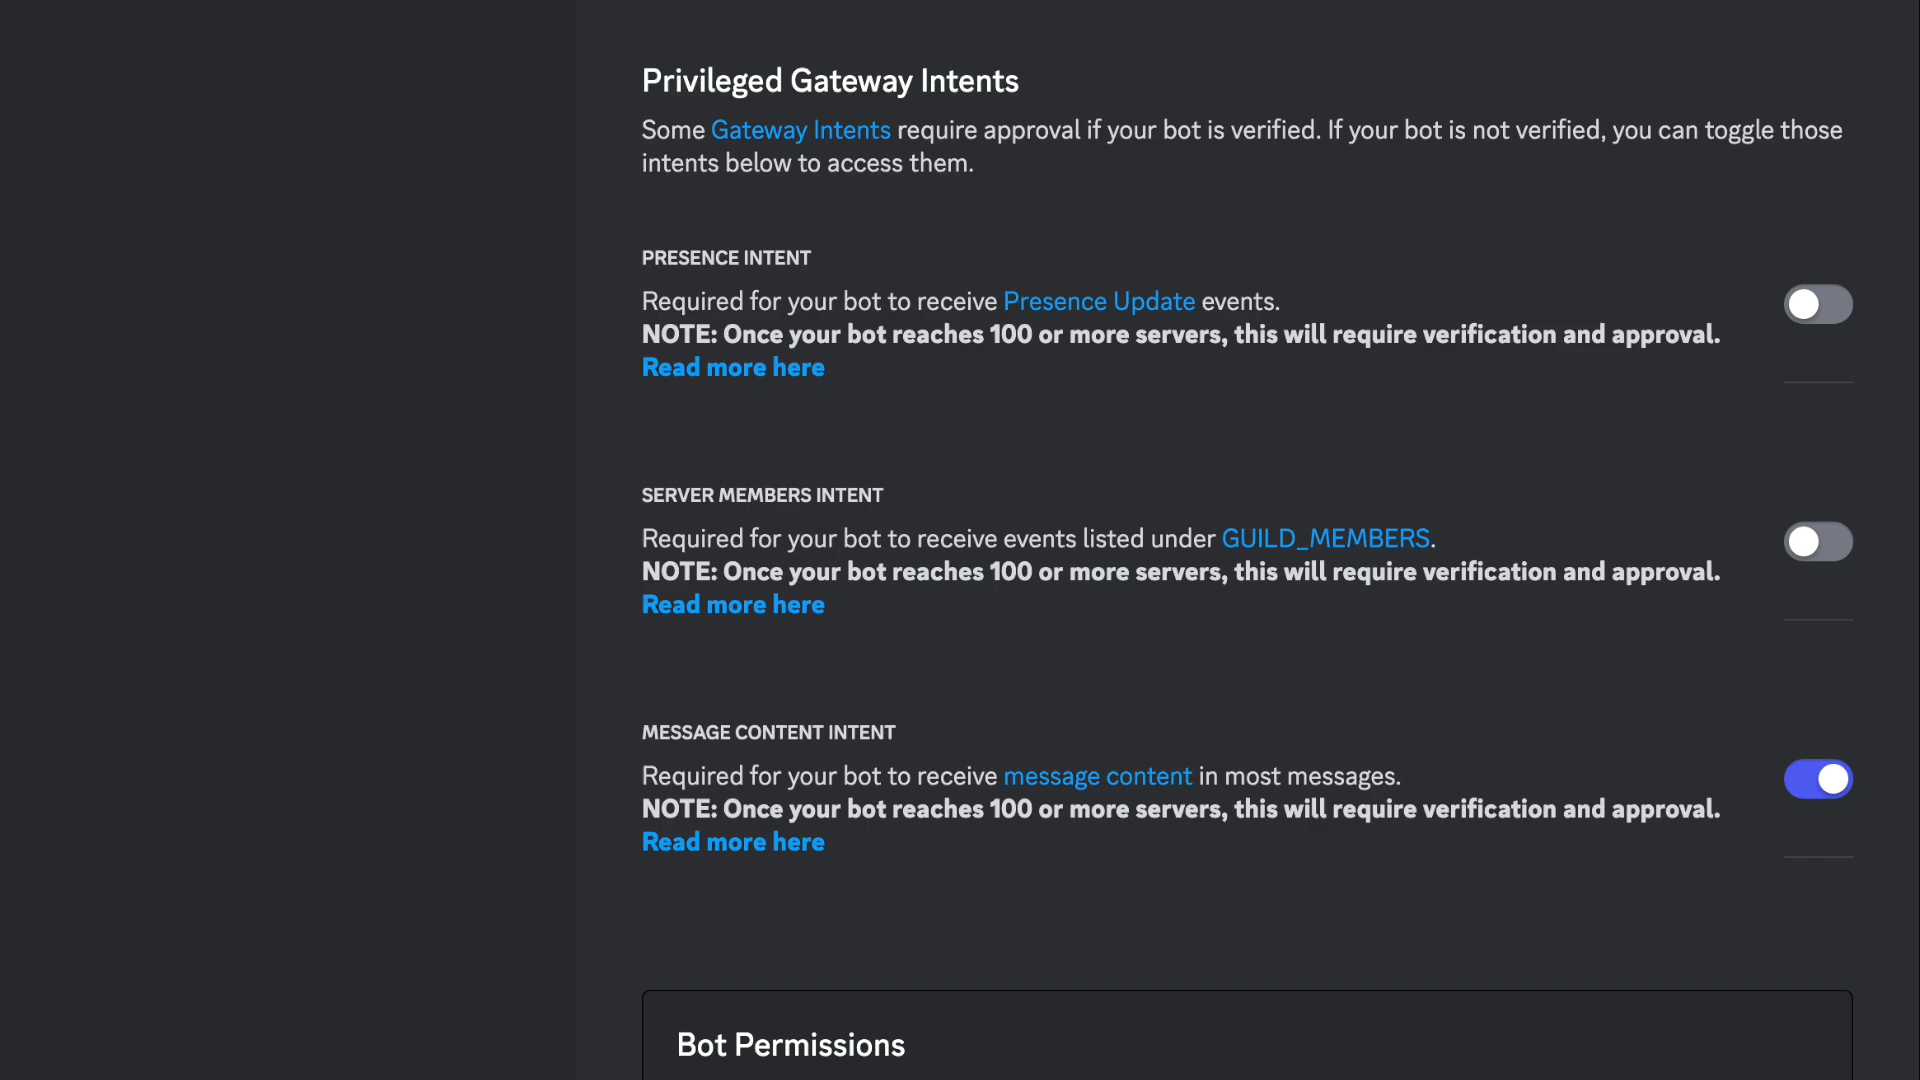 Privileged Gateway Intents
Some Gateway Intents require approval if your bot is verified. If your bot is not verified, you can toggle those
intents below to access them.
PRESENCE INTENT
Required for your bot to receive Presence Update events.
NOTE: Once your bot reaches 100 or more servers, this will require verification and approval.
Read more here
SERVER MEMBERS INTENT
Required for your bot to receive events listed under GUILD_MEMBERS.
NOTE: Once your bot reaches 100 or more servers, this will require verification and approval.
Read more here
MESSAGE CONTENT INTENT
Required for your bot to receive message content in most messages.
NOTE: Once your bot reaches 100 or more servers, this will require verification and approval.
Read more here
Bot Permissions